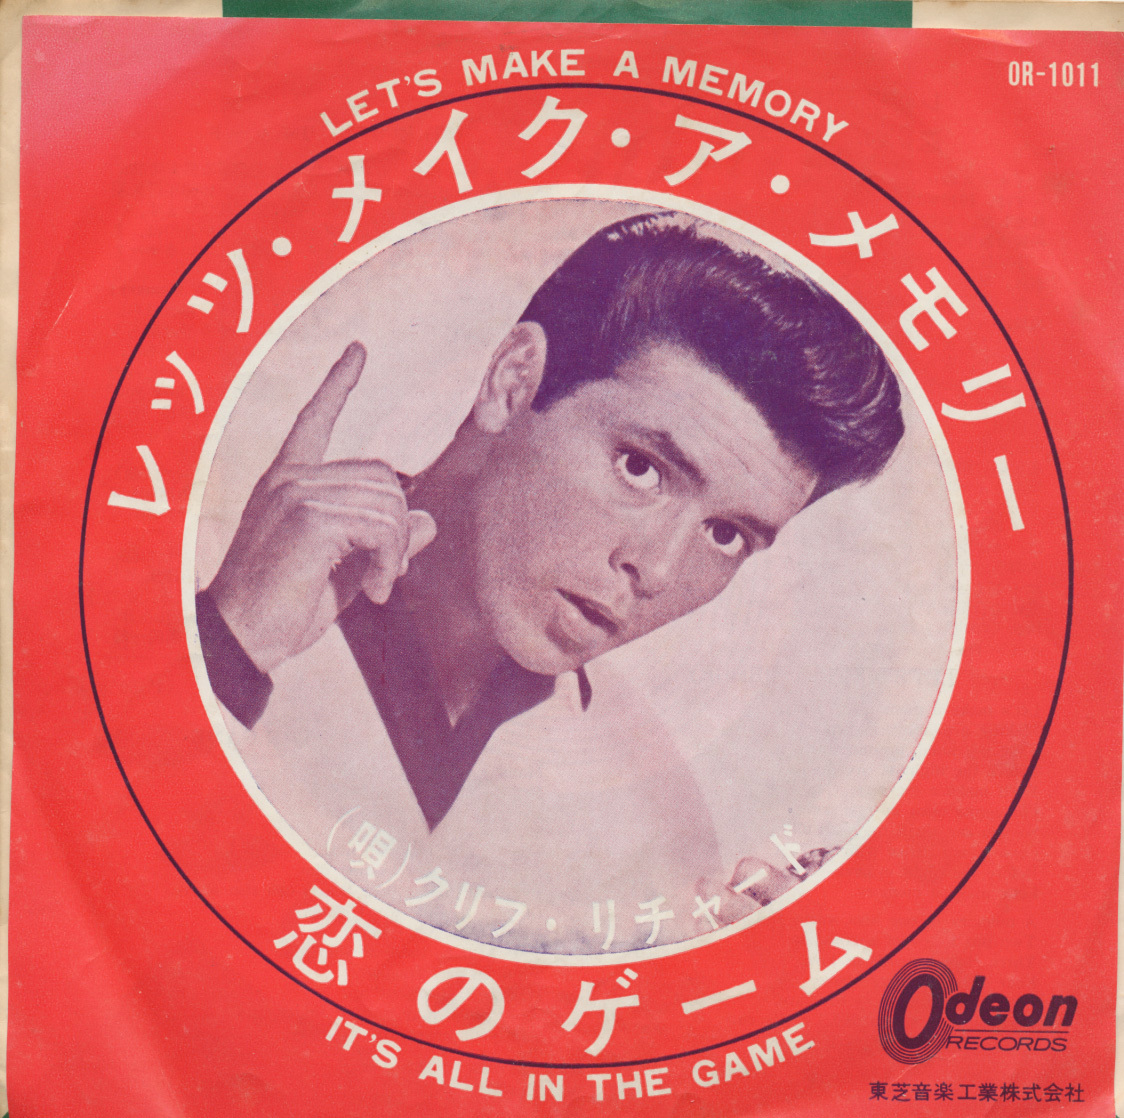 OR-1011
LET'S MAKE A MEMORY
レッツ・メイク・ア・メモリー
(唄)クリフ・リチャード
恋のゲーム
IT'S ALL IN THE GAME
Odeon
RECORDS
東芝音楽工業株式会社